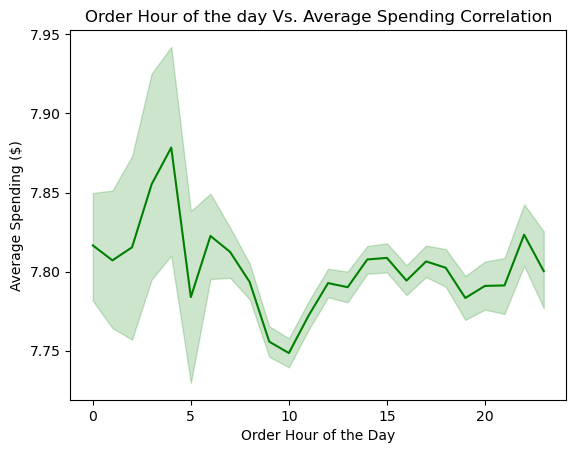 Order Hour of the day Vs. Average Spending Correlation
7.95
7.90
7.85
7.80
7.75
Average Spending ($)
0 5 10 15 20
Order Hour of the Day